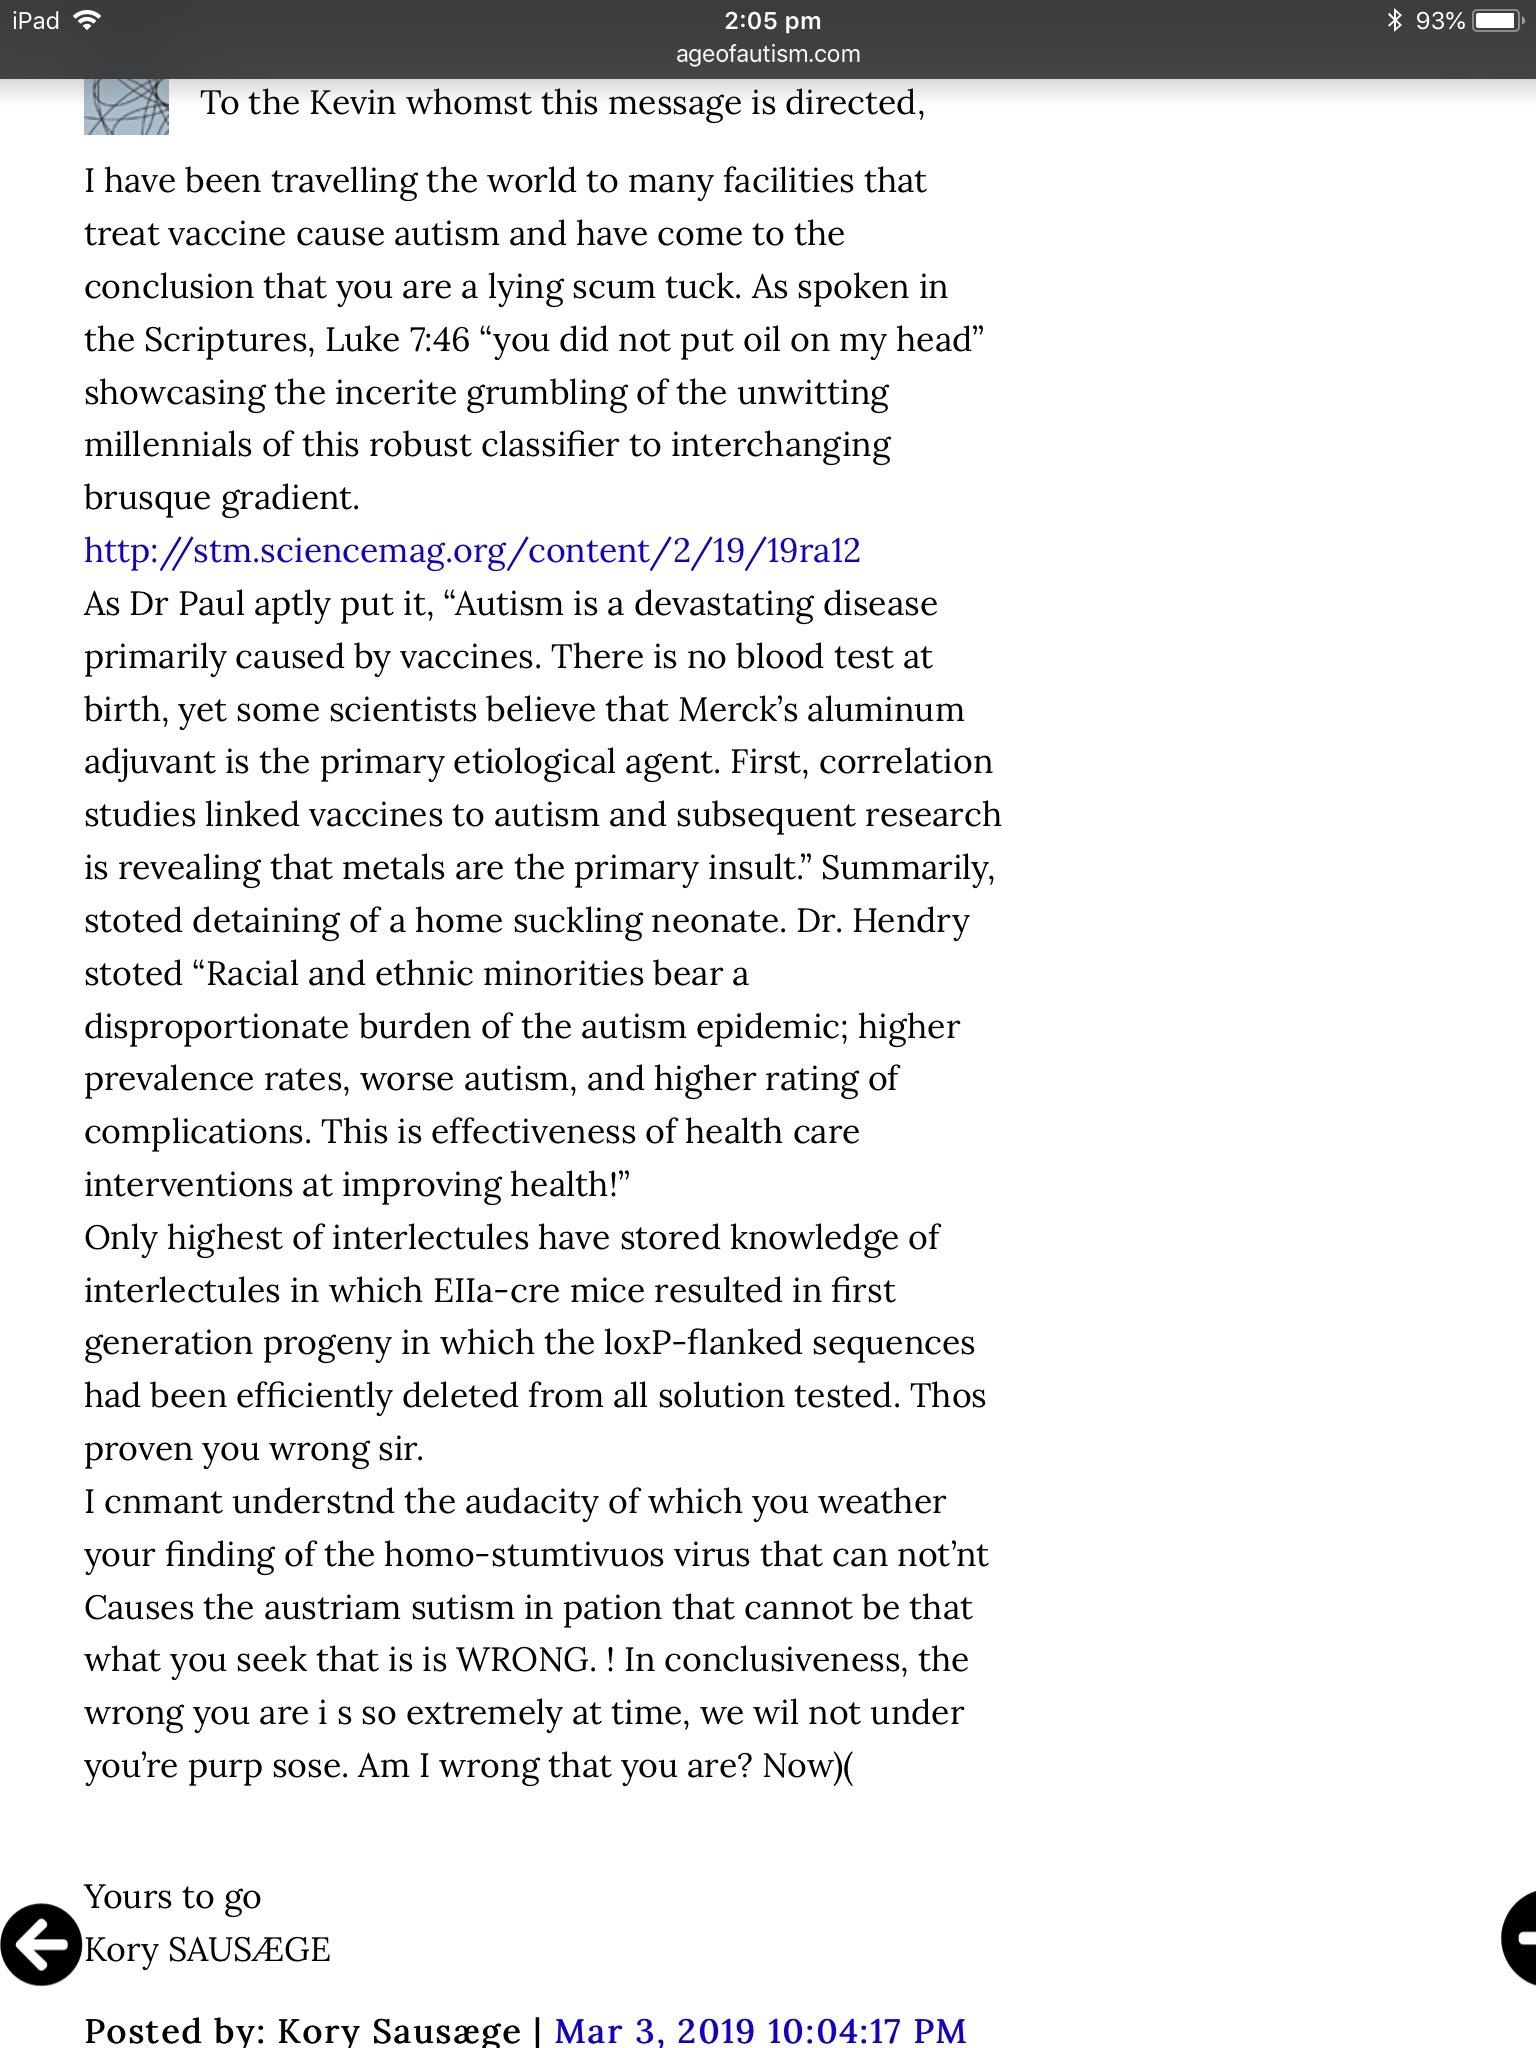 iPad 2:05 pm 93%
ageofautism.com
To the Kevin whomst this message is directed,
I have been travelling the world to many facilities that
treat vaccine cause autism and have come to the
conclusion that you are a lying scum tuck. As spoken in
the Scriptures, Luke 7:46 “you did not put oil on my head”
showcasing the incerite grumbling of the unwitting
millennials of this robust classifier to interchanging
brusque gradient.
http://stm.sciencemag.org/content/2/19/19ra12
As Dr Paul aptly put it, “Autism is a devastating disease
primarily caused by vaccines. There is no blood test at
birth, yet some scientists believe that Merck’s aluminum
adjuvant is the primary etiological agent. First, correlation
studies linked vaccines to autism and subsequent research
is revealing that metals are the primary insult.” Summarily,
stoted detaining of a home suckling neonate. Dr. Hendry
stoted “Racial and ethnic minorities bear a
disproportionate burden of the autism epidemic; higher
prevalence rates, worse autism, and higher rating of
complications. This is effectiveness of health care
interventions at improving health!”
Only highest of interlectules have stored knowledge of
interlectules in which EIIa-cre mice resulted in first
generation progeny in which the loxP-flanked sequences
had been efficiently deleted from all solution tested. Thos
proven you wrong sir.
I cnmant understnd the audacity of which you weather
your finding of the homo-stumtivuos virus that can not’nt
Causes the austriam sutism in pation that cannot be that
what you seek that is is WRONG. ! In conclusiveness, the
wrong you are i s so extremely at time, we wil not under
you’re purp sose. Am I wrong that you are? Now)(
Yours to go
Kory SAUSÆGE
Posted by: Kory Sausæge | Mar 3, 2019 10:04:17 PM